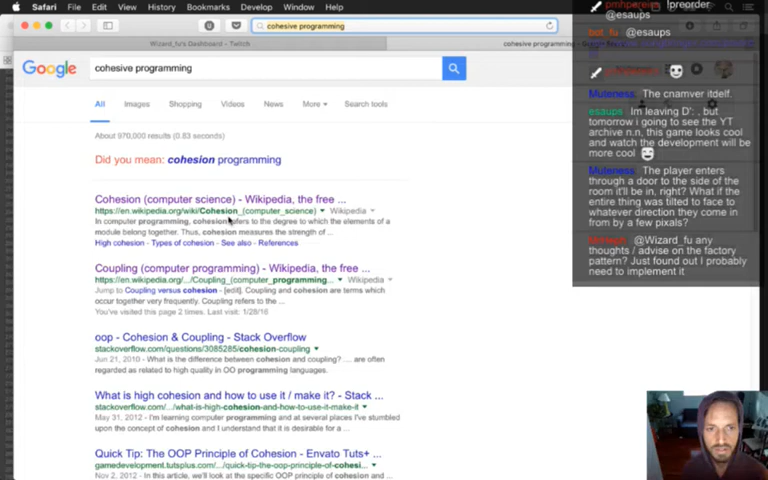 Safari File Edit View History Bookmarks Develop Window Help
cohesive programming
Wizard_fu's Dashboard - Twitch
Google
cohesive programming
All Images Shopping Videos News More Search tools
About 970,000 results (0.83 seconds)
Did you mean: cohesion programming
Cohesion (computer science) - Wikipedia, the free ...
https://en.wikipedia.org/wiki/Cohesion_(computer_science) Wikipedia
In computer programming, cohesion refers to the degree to which the elements of a
module belong together. Thus, cohesion measures the strength of ...
High cohesion - Types of cohesion - See also - References
Coupling (computer programming) - Wikipedia, the free ...
https://en.wikipedia.org/.../Coupling_(computer_programming... Wikipedia
Jump to Coupling versus cohesion - [edit]. Coupling and cohesion are terms which
occur together very frequently. Coupling refers to the ...
You've visited this page 2 times. Last visit: 1/28/16
oop - Cohesion & Coupling - Stack Overflow
stackoverflow.com/questions/3085285/cohesion-coupling
Jun 21, 2010 - What is the difference between cohesion and coupling? ... are often
regarded as related to high quality in OO programming languages.
What is high cohesion and how to use it / make it? - Stack ...
stackoverflow.com/.../what-is-high-cohesion-and-how-to-use-it-make-it
May 31, 2012 - I'm learning computer programming and at several places I've stumbled
upon the concept of cohesion and I understand that it is desirable for a ...
Quick Tip: The OOP Principle of Cohesion - Envato Tuts+ ...
gamedevelopment.tutsplus.com/.../quick-tip-the-oop-principle-of-cohesi...
Nov 2, 2012 - In this article, we'll look at the specific OOP principle of cohesion ...
!preorder
@esaups
bot_fu @esaups
Muteness: The cnamver itdelf.
esaups Im leaving D': , but
tomorrow i going to see the YT
archive n.n, this game looks cool
and watch the development will be
more cool
Muteness: The player enters
through a door to the side of the
room it'll be in, right? What if the
entire thing was tilted to face to
whatever direction they come in
from by a few pixals?
@Wizard_fu any
thoughts / advise on the factory
pattern? Just found out I probably
need to implement it